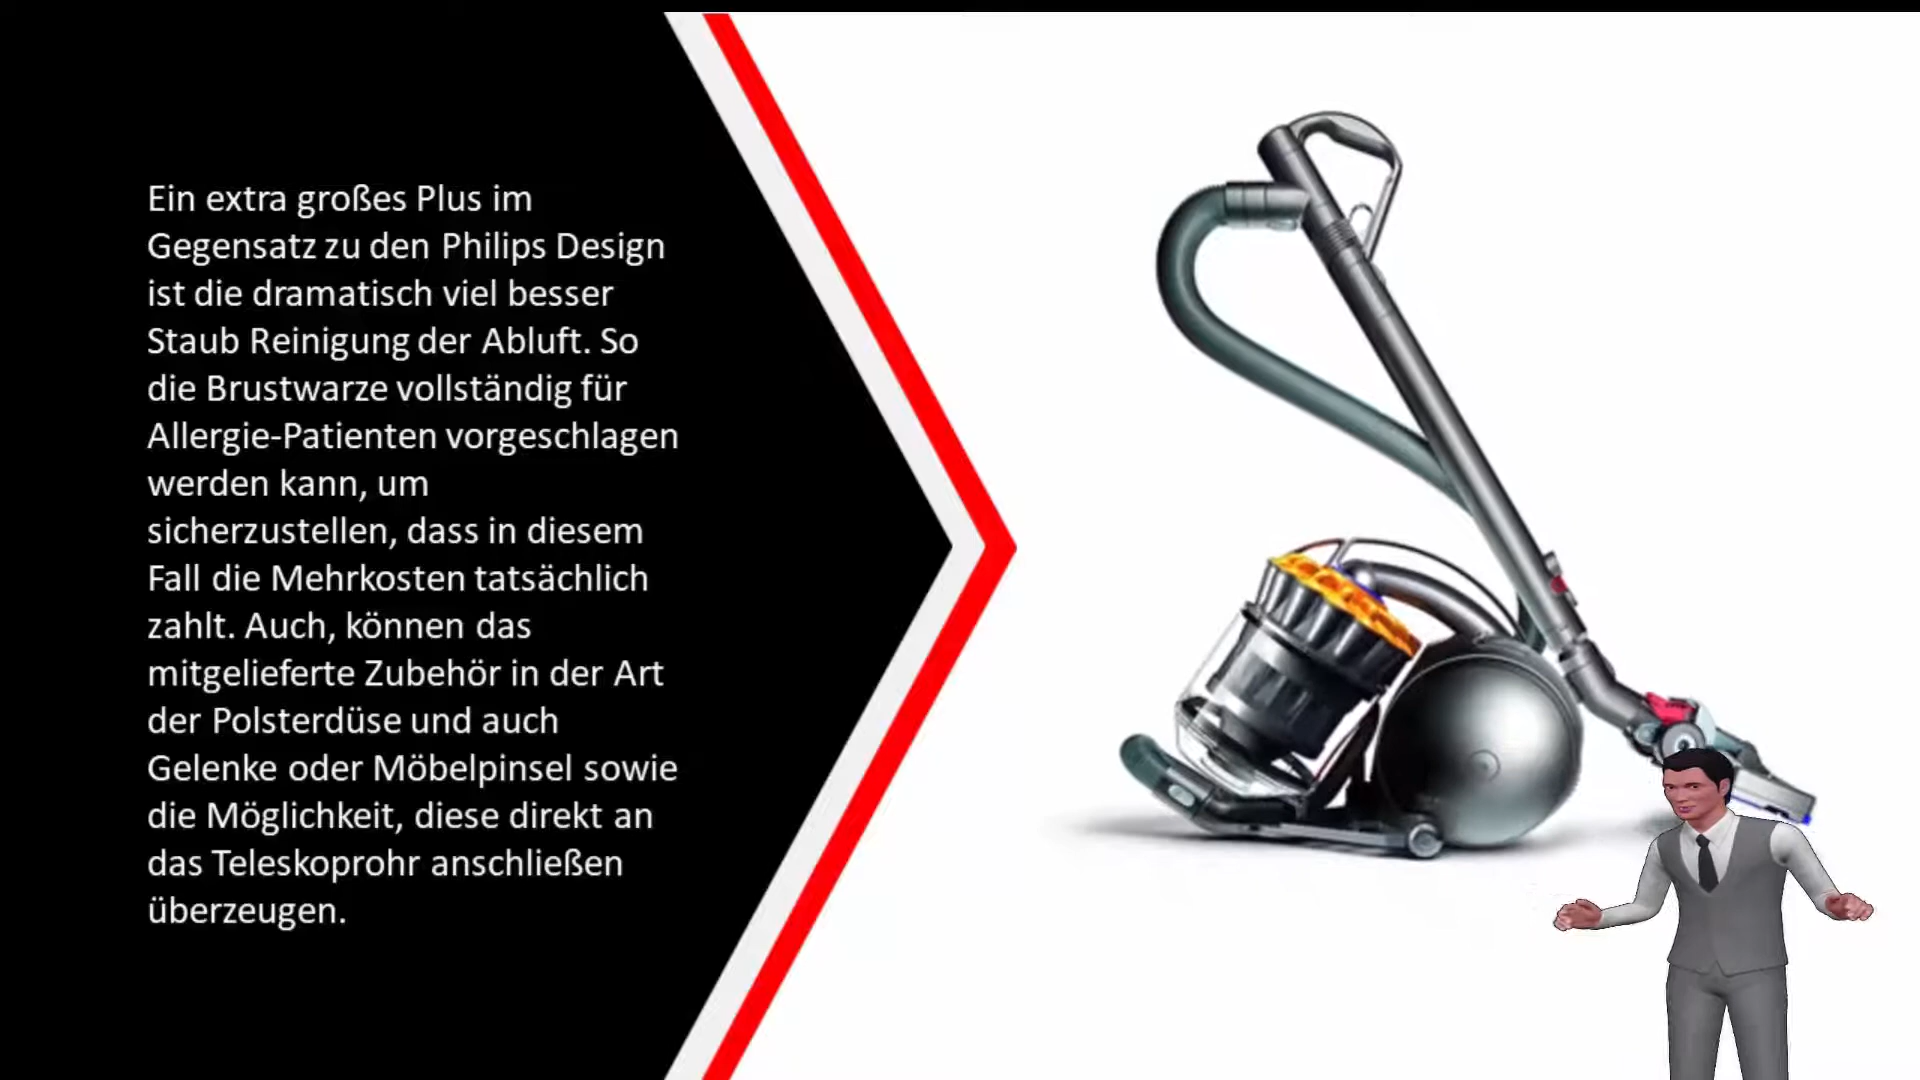 Ein extra großes Plus im
Gegensatz zu den Philips Design
ist die dramatisch viel besser
Staub Reinigung der Abluft. So
die Brustwarze vollständig für
Allergie-Patienten vorgeschlagen
werden kann, um
sicherzustellen, dass in diesem
Fall die Mehrkosten tatsächlich
zahlt. Auch, können das
mitgelieferte Zubehör in der Art
der Polsterdüse und auch
Gelenke oder Möbelpinsel sowie
die Möglichkeit, diese direkt an
das Teleskoprohr anschließen
überzeugen.